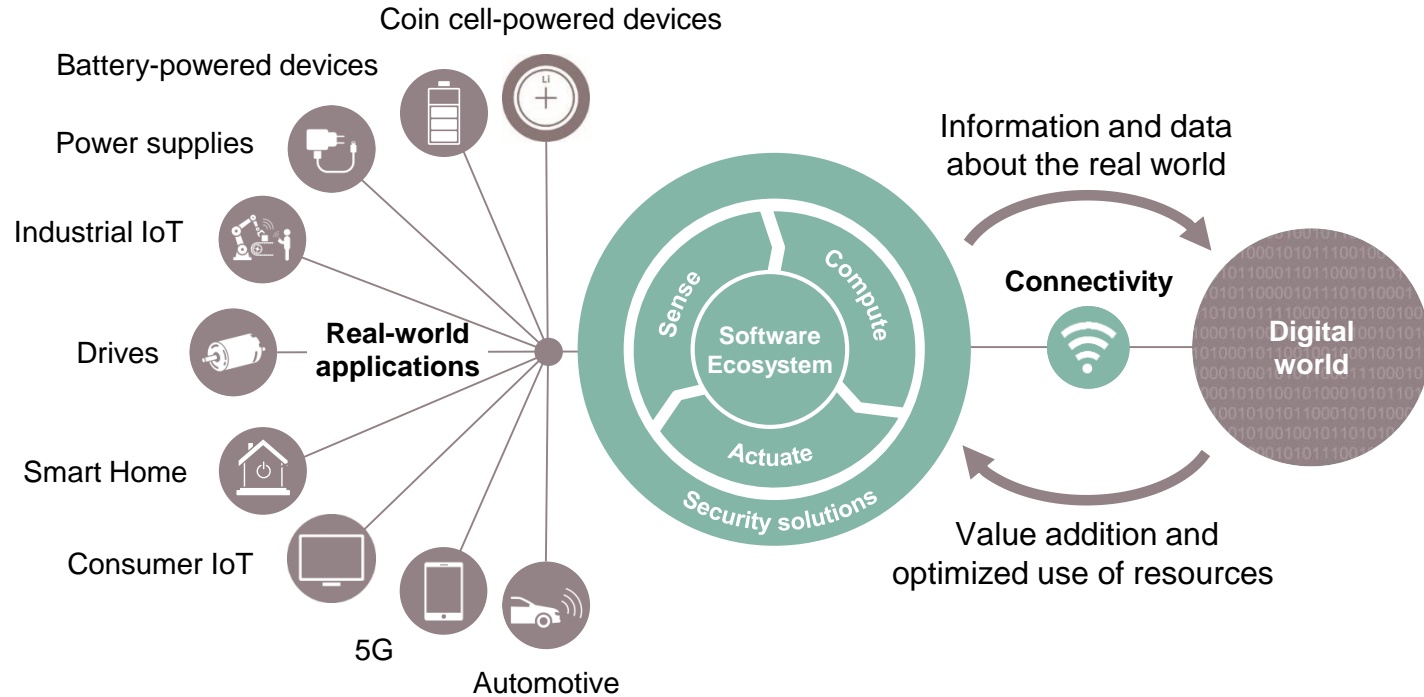 Coin cell-powered devices
Battery-powered devices
Li
Power supplies
Industrial IoT
Drives
Real-world
applications
Smart Home
Consumer IoT
5G
Automotive
Sense
Compute
Actuate
Software
Ecosystem
Security solutions
Information and data
about the real world
Connectivity
Digital
world
Value addition and
optimized use of resources